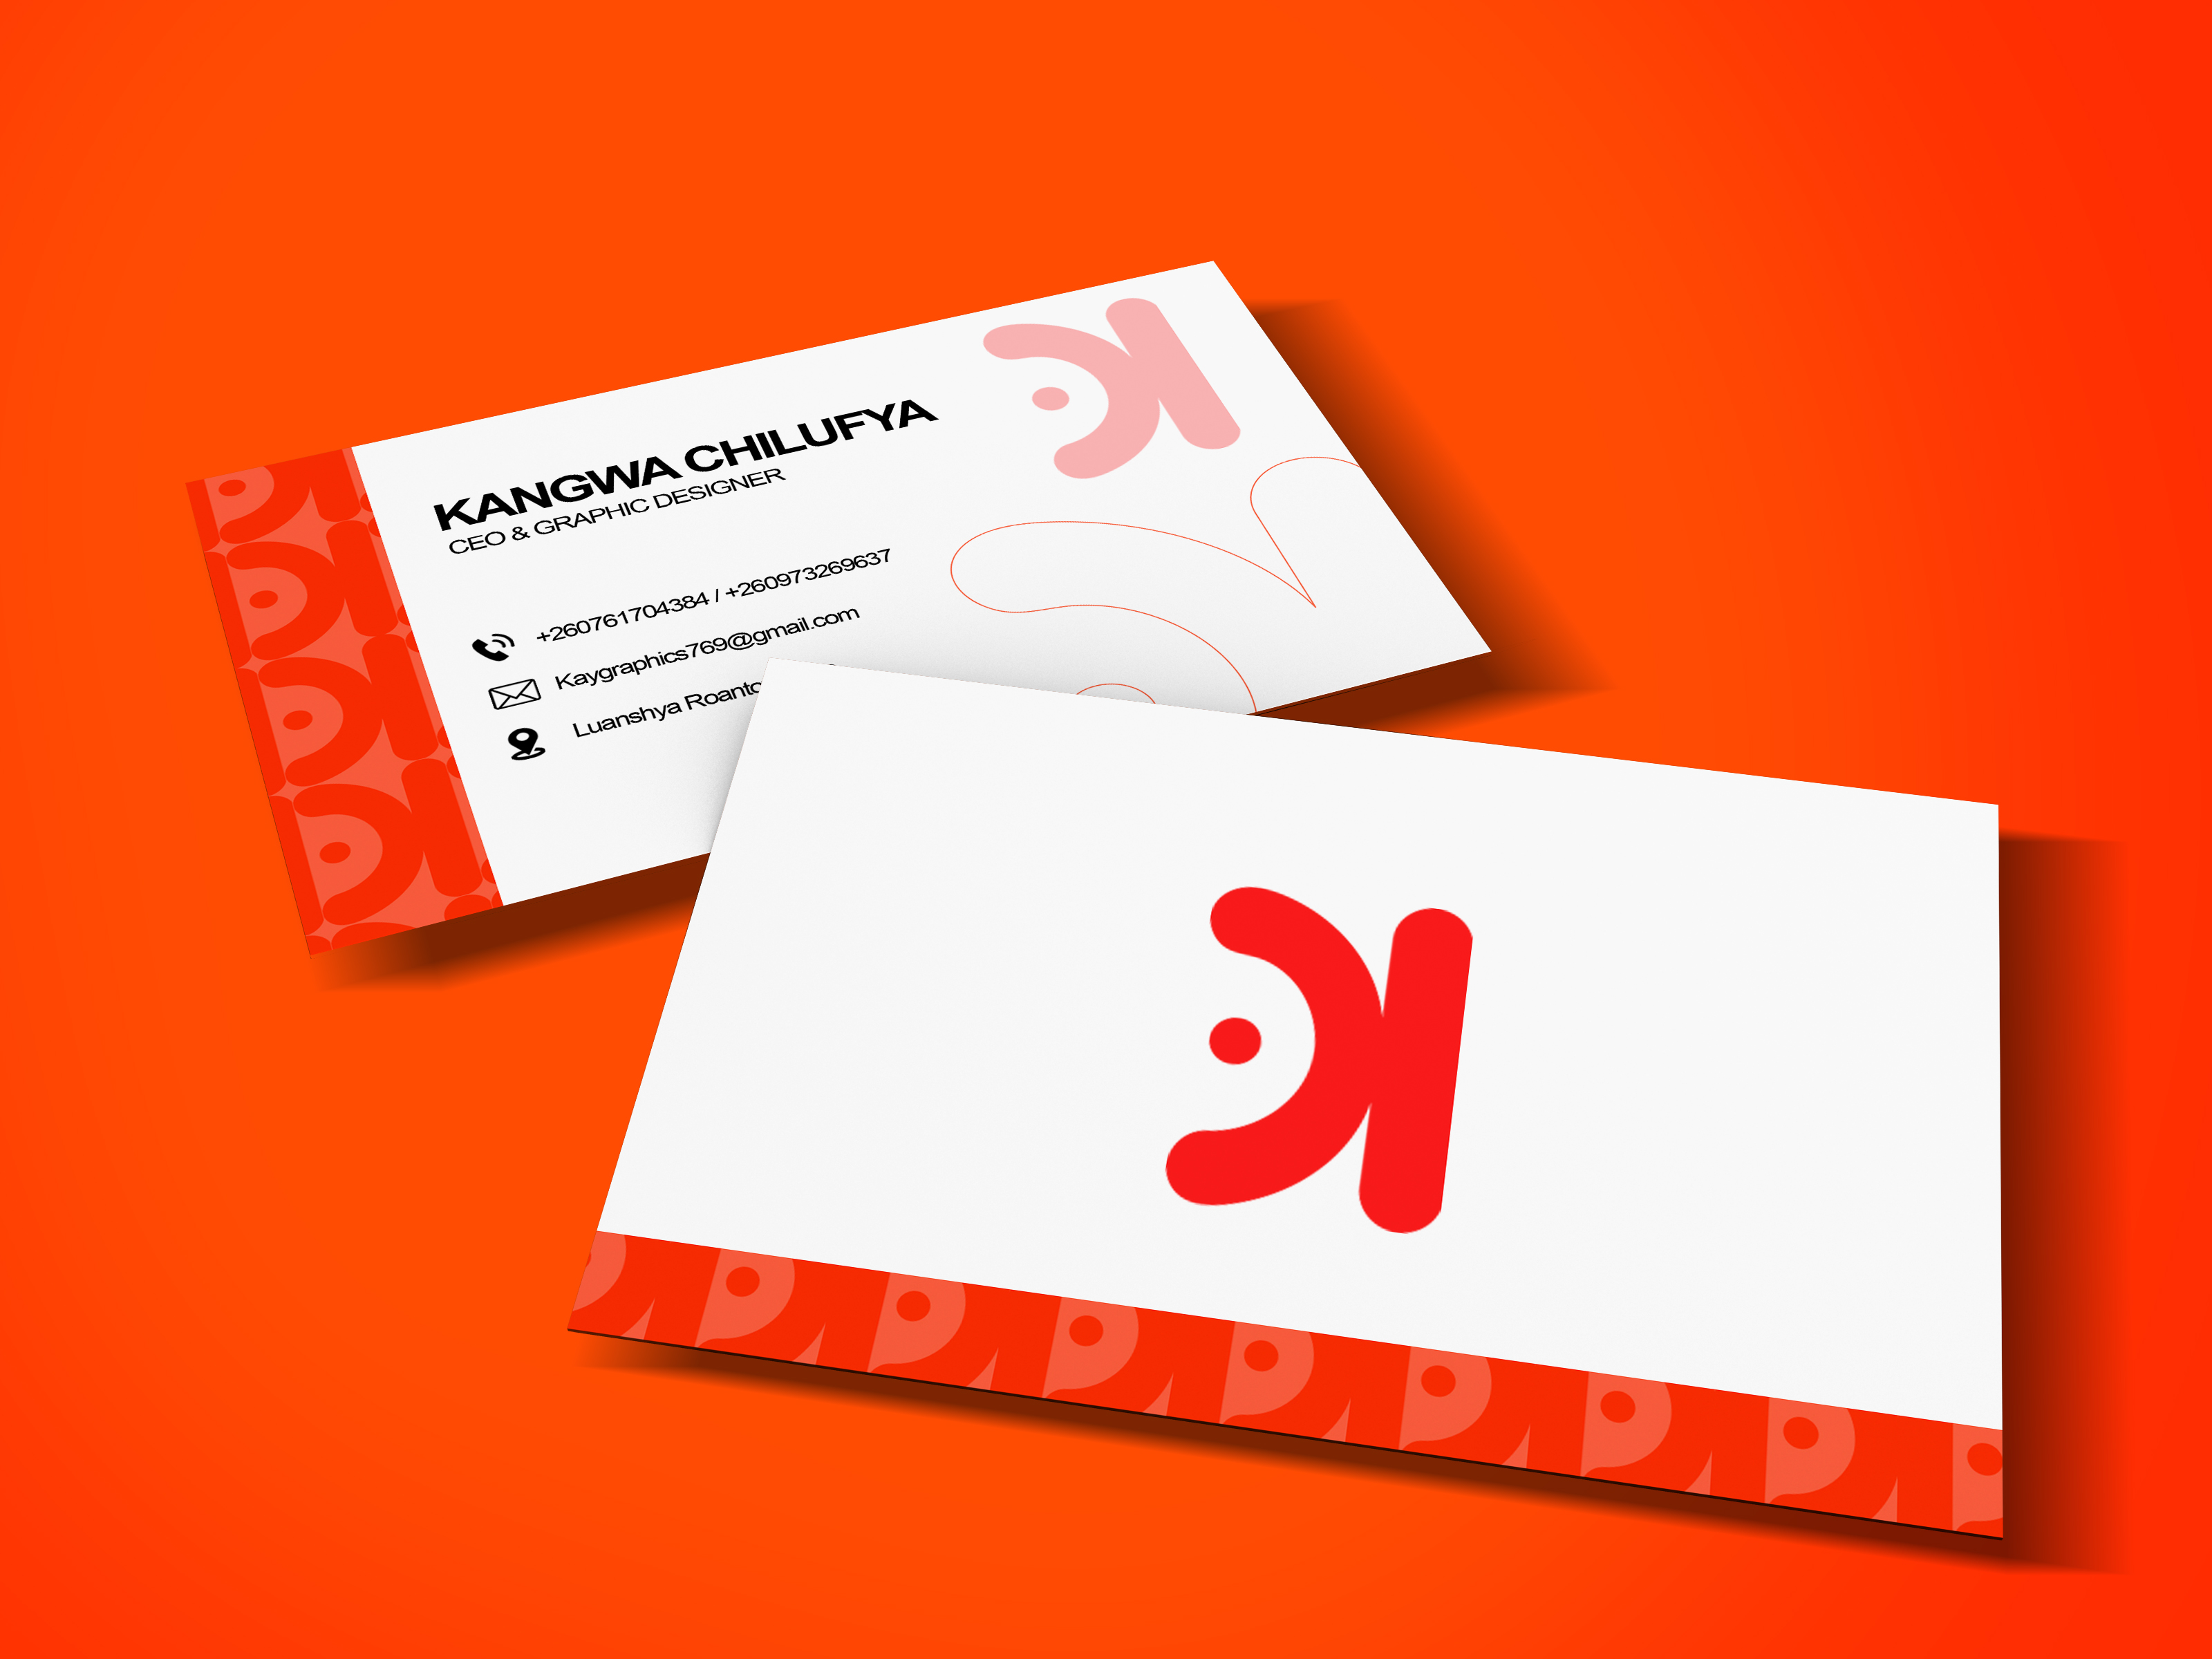 KANGWA CHILUFYA
CEO & GRAPHIC DESIGNER
+260761704384 / +260973269637
Kaygraphics769@gmail.com
Luanshya